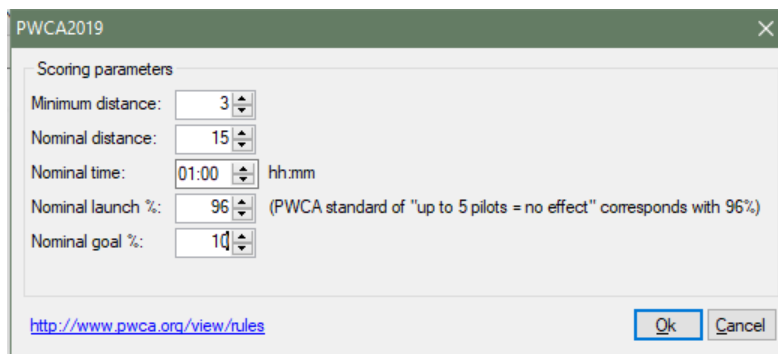 PWCA2019
Scoring parameters
Minimum distance: 3
Nominal distance: 15
Nominal time: 01:00 hh:mm
Nominal launch %: 96 (PWCA standard of "up to 5 pilots = no effect" corresponds with 96%)
Nominal goal %: 10
http://www.pwca.org/view/rules
Ok Cancel